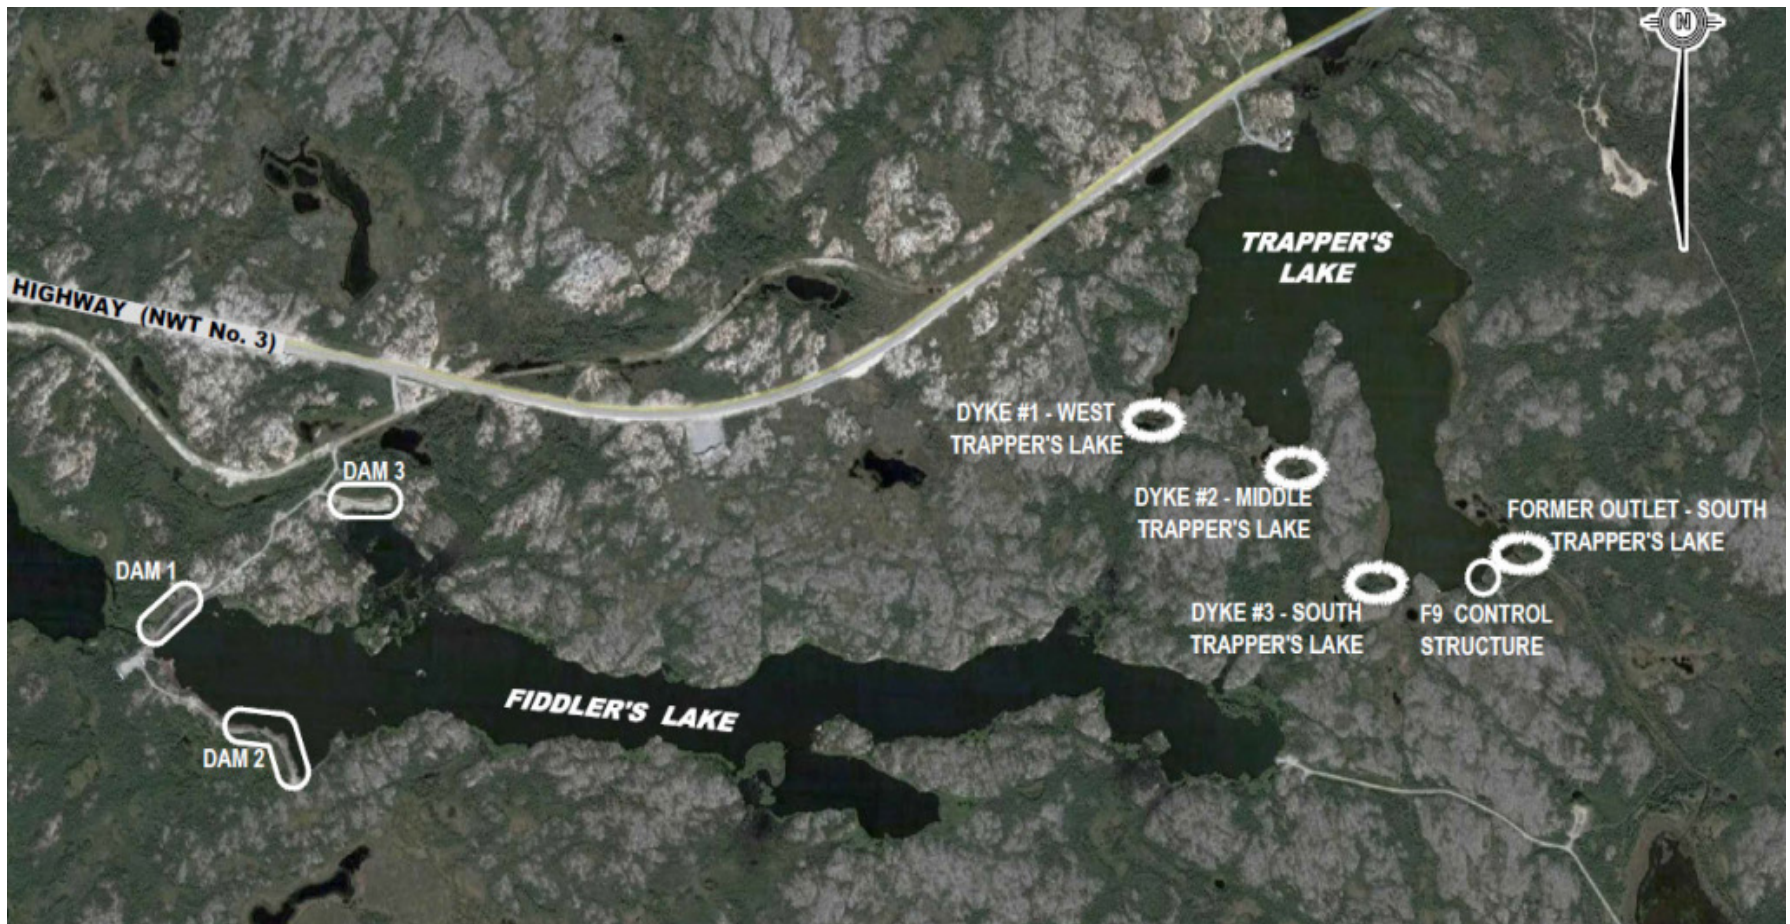 N
TRAPPER'S
LAKE
HIGHWAY (NWT No. 3)
DYKE #1 - WEST
TRAPPER'S LAKE
DAM 3
DYKE #2 - MIDDLE
TRAPPER'S LAKE
FORMER OUTLET - SOUTH
TRAPPER'S LAKE
DAM 1
DYKE #3 - SOUTH
TRAPPER'S LAKE
F9 CONTROL
STRUCTURE
FIDDLER'S LAKE
DAM 2